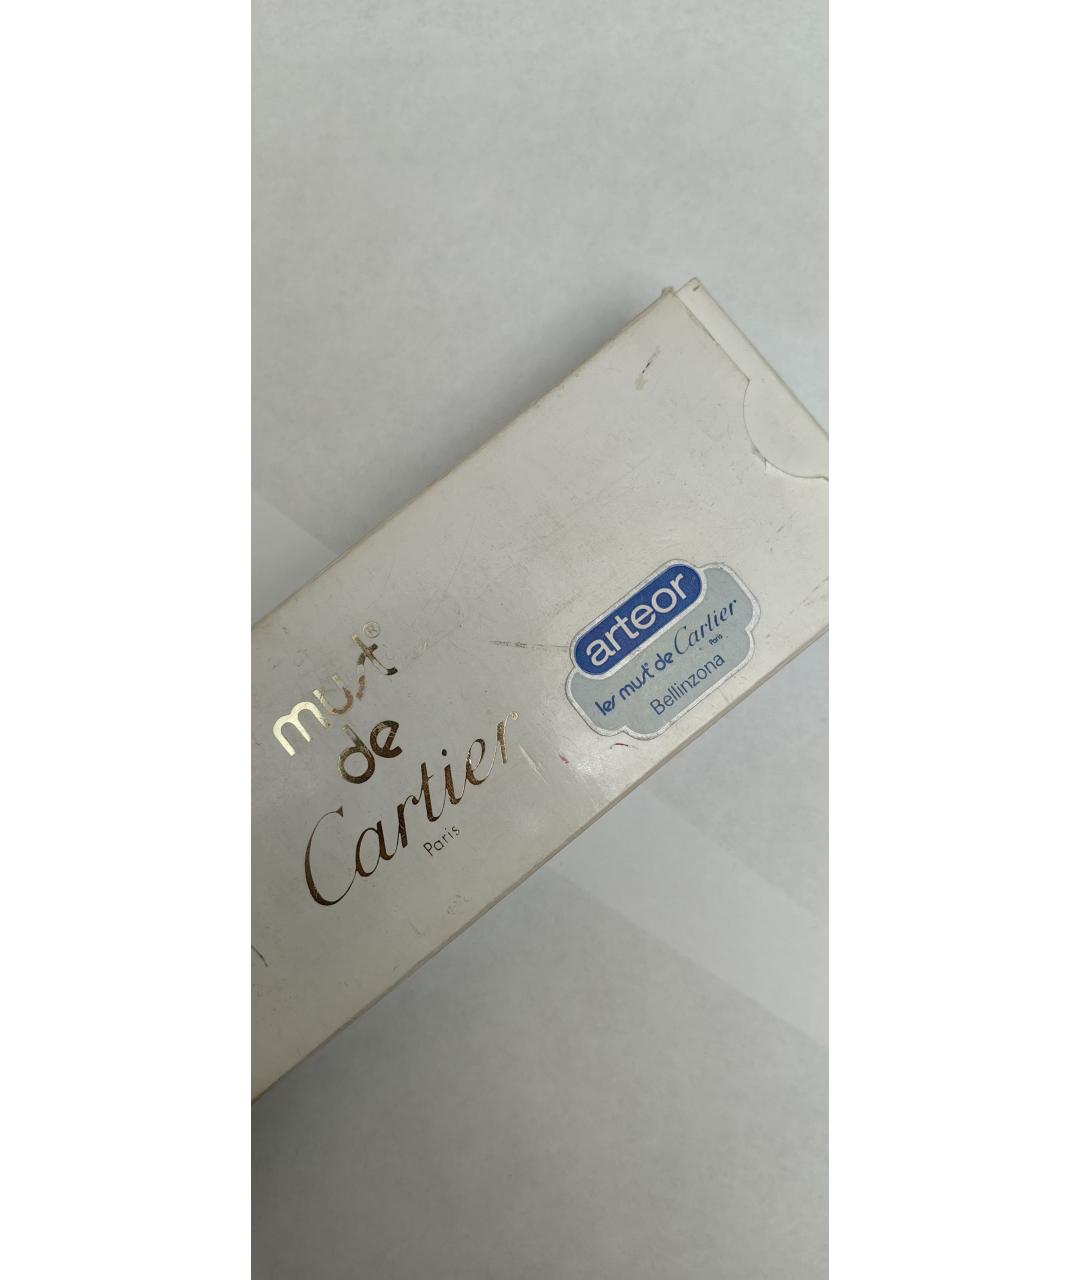 must®
de
Cartier
Paris
arteor
les must de Cartier
Paris
Bellinzona